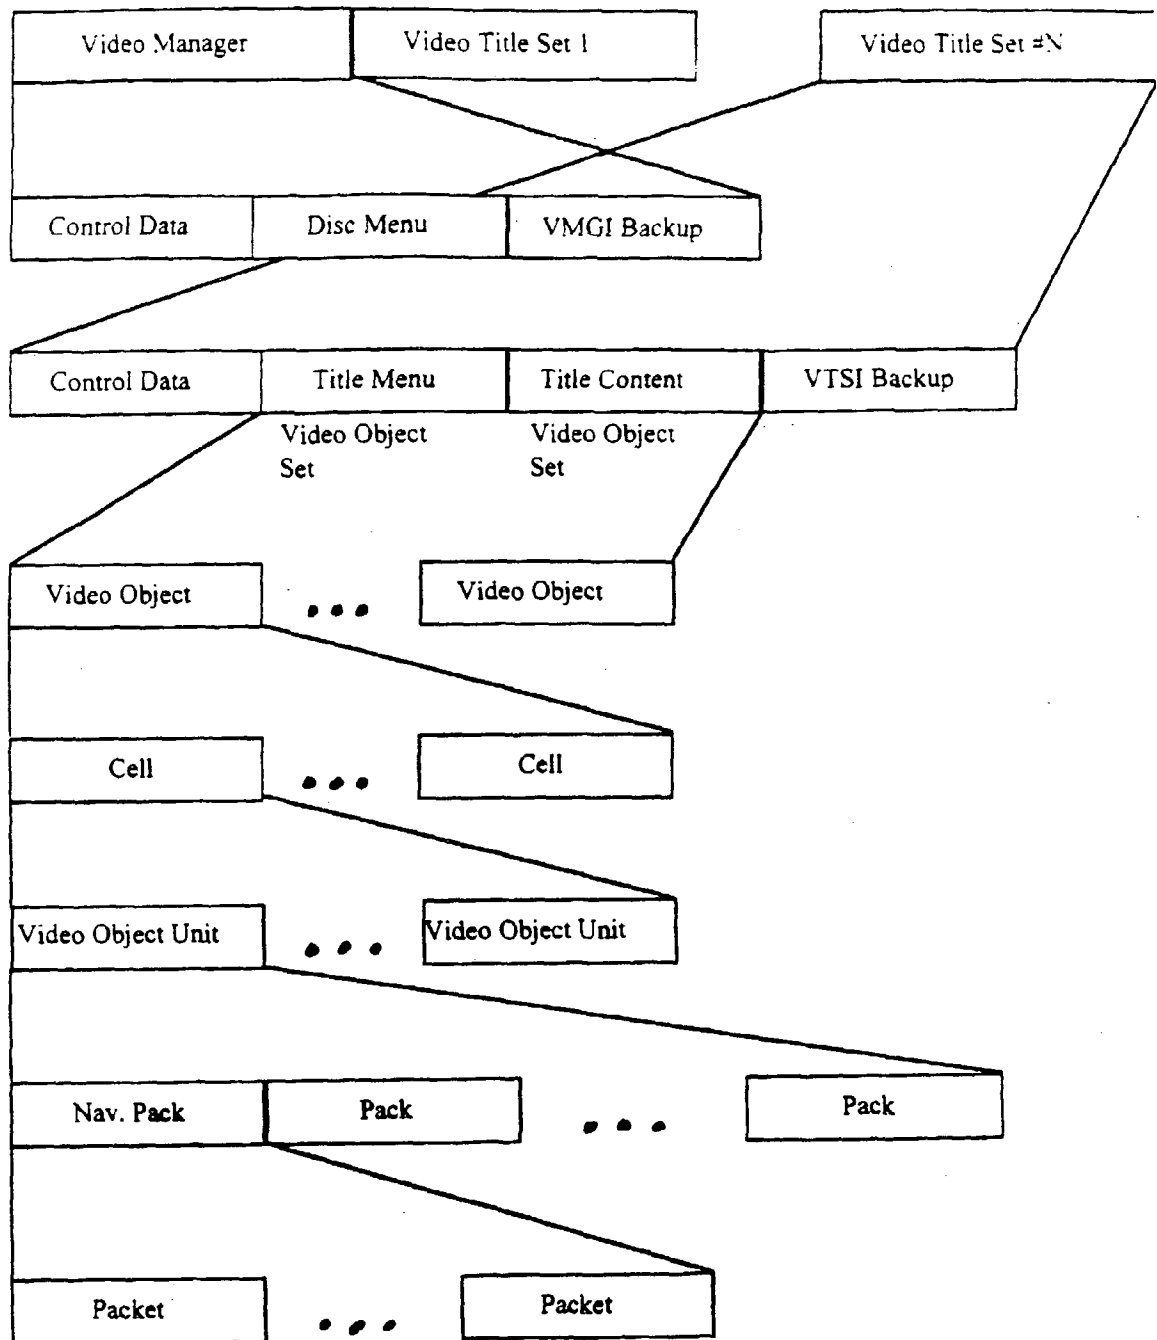 Video Manager
Video Title Set 1
Video Title Set #N
Control Data
Disc Menu
VMGI Backup
Control Data
Title Menu
Title Content
VTSI Backup
Video Object
Set
Video Object
Set
Video Object
Video Object
Cell
Cell
Video Object Unit
Video Object Unit
Nav. Pack
Pack
Pack
Packet
Packet